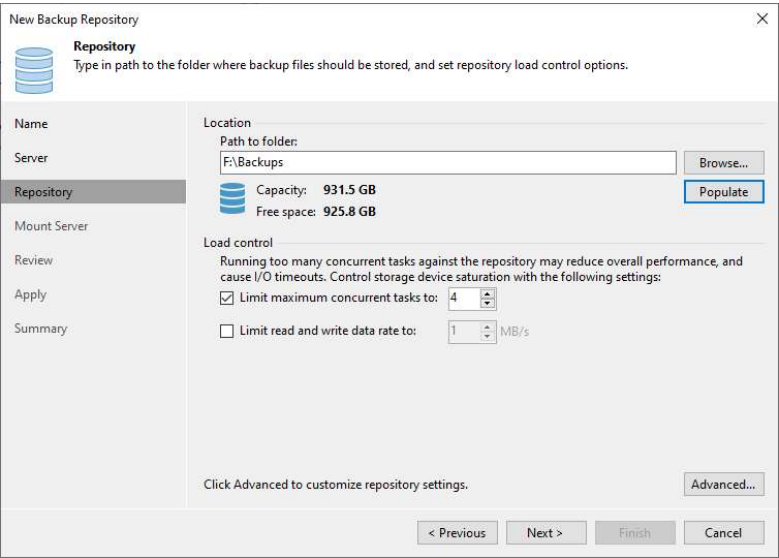 New Backup Repository
Repository
Type in path to the folder where backup files should be stored, and set repository load control options.
Name
Server
Repository
Mount Server
Review
Apply
Summary
Location
Path to folder:
F:\Backups
Browse...
Capacity: 931.5 GB
Populate
Free space: 925.8 GB
Load control
Running too many concurrent tasks against the repository may reduce overall performance, and
cause I/O timeouts. Control storage device saturation with the following settings:
Limit maximum concurrent tasks to: 4
Limit read and write data rate to: 1 MB/s
Click Advanced to customize repository settings.
Advanced...
< Previous
Next >
Finish
Cancel